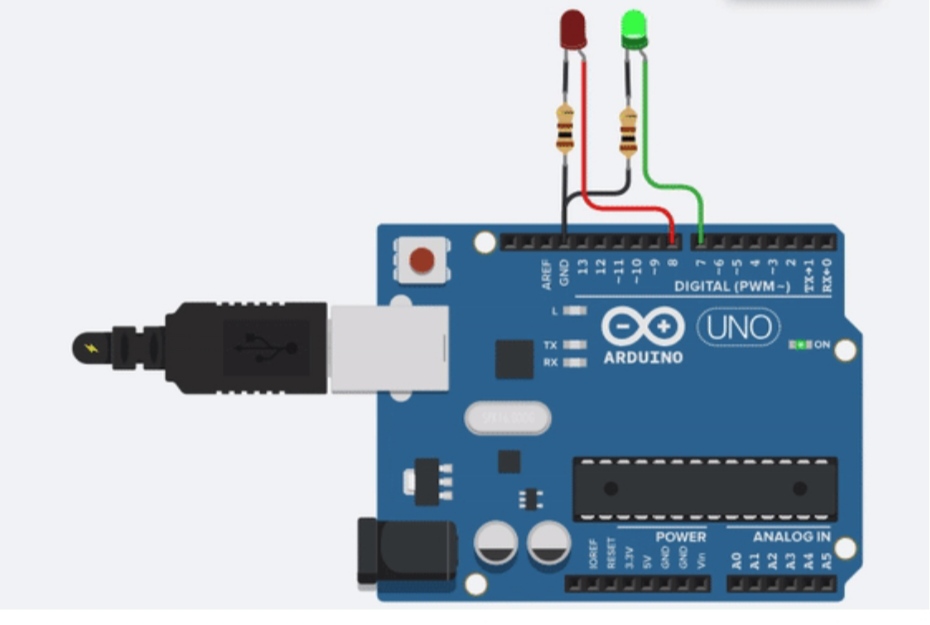 AREF
GND
13
12
~11
~10
~9
8
7
~6
~5
4
~3
2
TX→1
RX←0
DIGITAL (PWM~)
L
TX
RX
ARDUINO
UNO
ON
POWER
ANALOG IN
IOREF
RESET
3.3V
5V
GND
GND
Vin
A0
A1
A2
A3
A4
A5